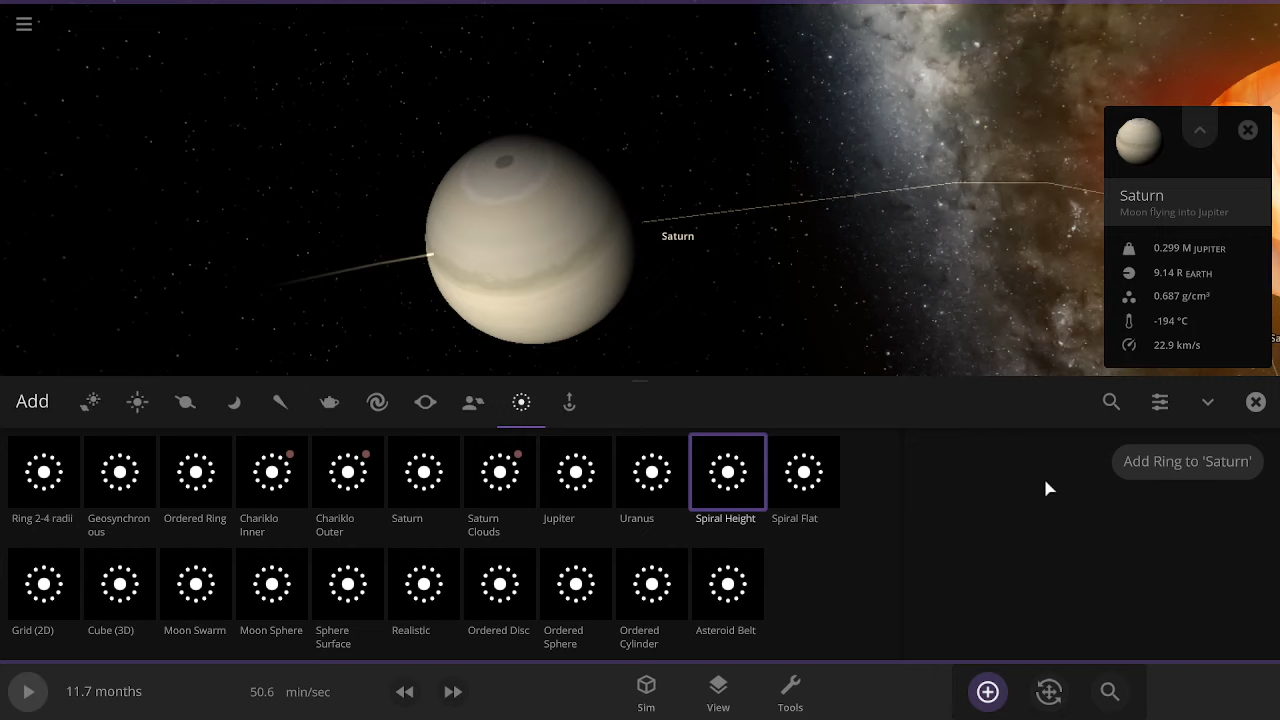 Saturn
Saturn
Moon flying into Jupiter
0.299 M JUPITER
9.14 R EARTH
0.687 g/cm³
-194 °C
22.9 km/s
Add
Add Ring to 'Saturn'
Ring 2-4 radii
Geosynchron
ous
Ordered Ring
Chariklo
Inner
Chariklo
Outer
Saturn
Saturn
Clouds
Jupiter
Uranus
Spiral Height
Spiral Flat
Grid (2D)
Cube (3D)
Moon Swarm
Moon Sphere
Sphere
Surface
Realistic
Ordered Disc
Ordered
Sphere
Ordered
Cylinder
Asteroid Belt
11.7 months
50.6 min/sec
Sim
View
Tools